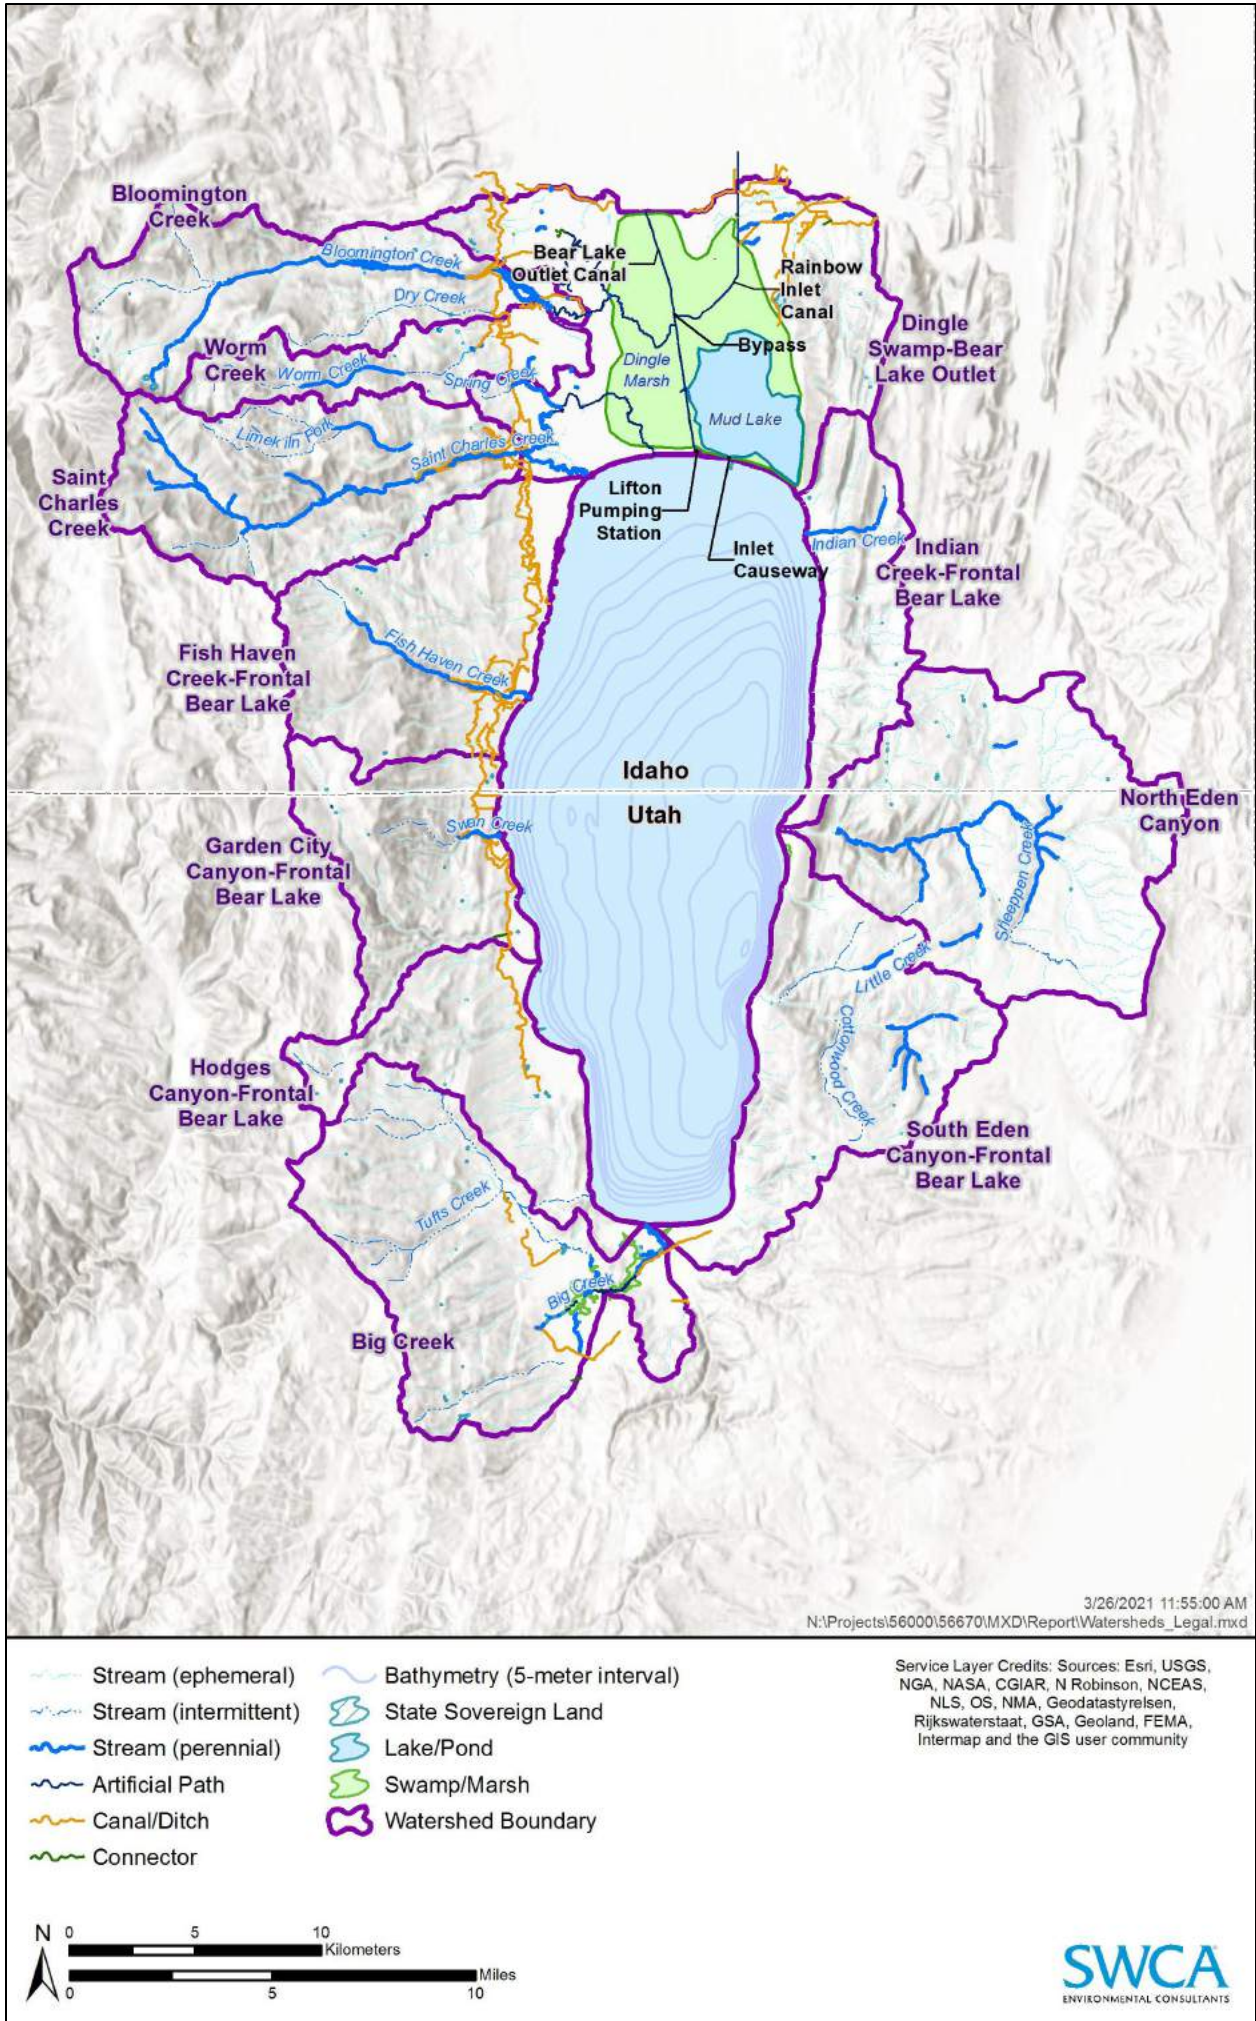 Bloomington
Creek
Bloomington Creek
Bear Lake
Outlet Canal
Rainbow
Inlet
Canal
Dry Creek
Dingle
Swamp-Bear
Lake Outlet
Worm
Creek
Worm Creek
Spring Creek
Bypass
Dingle
Marsh
Mud Lake
Limekiln Fork
Saint Charles Creek
Saint
Charles
Creek
Lifton
Pumping
Station
Inlet
Causeway
Indian Creek
Indian
Creek-Frontal
Bear Lake
Fish Haven
Creek-Frontal
Bear Lake
Fish Haven Creek
Idaho
Utah
North Eden
Canyon
Swan Creek
Garden City
Canyon-Frontal
Bear Lake
Sheeppen Creek
Little Creek
Cottonwood Creek
Hodges
Canyon-Frontal
Bear Lake
South Eden
Canyon-Frontal
Bear Lake
Tufts Creek
Big Creek
Big Creek
3/26/2021 11:55:00 AM
N:\Projects\56000\56670\MXD\Report\Watersheds_Legal.mxd
Stream (ephemeral)
Stream (intermittent)
Stream (perennial)
Artificial Path
Canal/Ditch
Connector
Bathymetry (5-meter interval)
State Sovereign Land
Lake/Pond
Swamp/Marsh
Watershed Boundary
Service Layer Credits: Sources: Esri, USGS,
NGA, NASA, CGIAR, N Robinson, NCEAS,
NLS, OS, NMA, Geodatastyrelsen,
Rijkswaterstaat, GSA, Geoland, FEMA,
Intermap and the GIS user community
N
0 5 10
Kilometers
Miles
0 5 10
SWCA
ENVIRONMENTAL CONSULTANTS